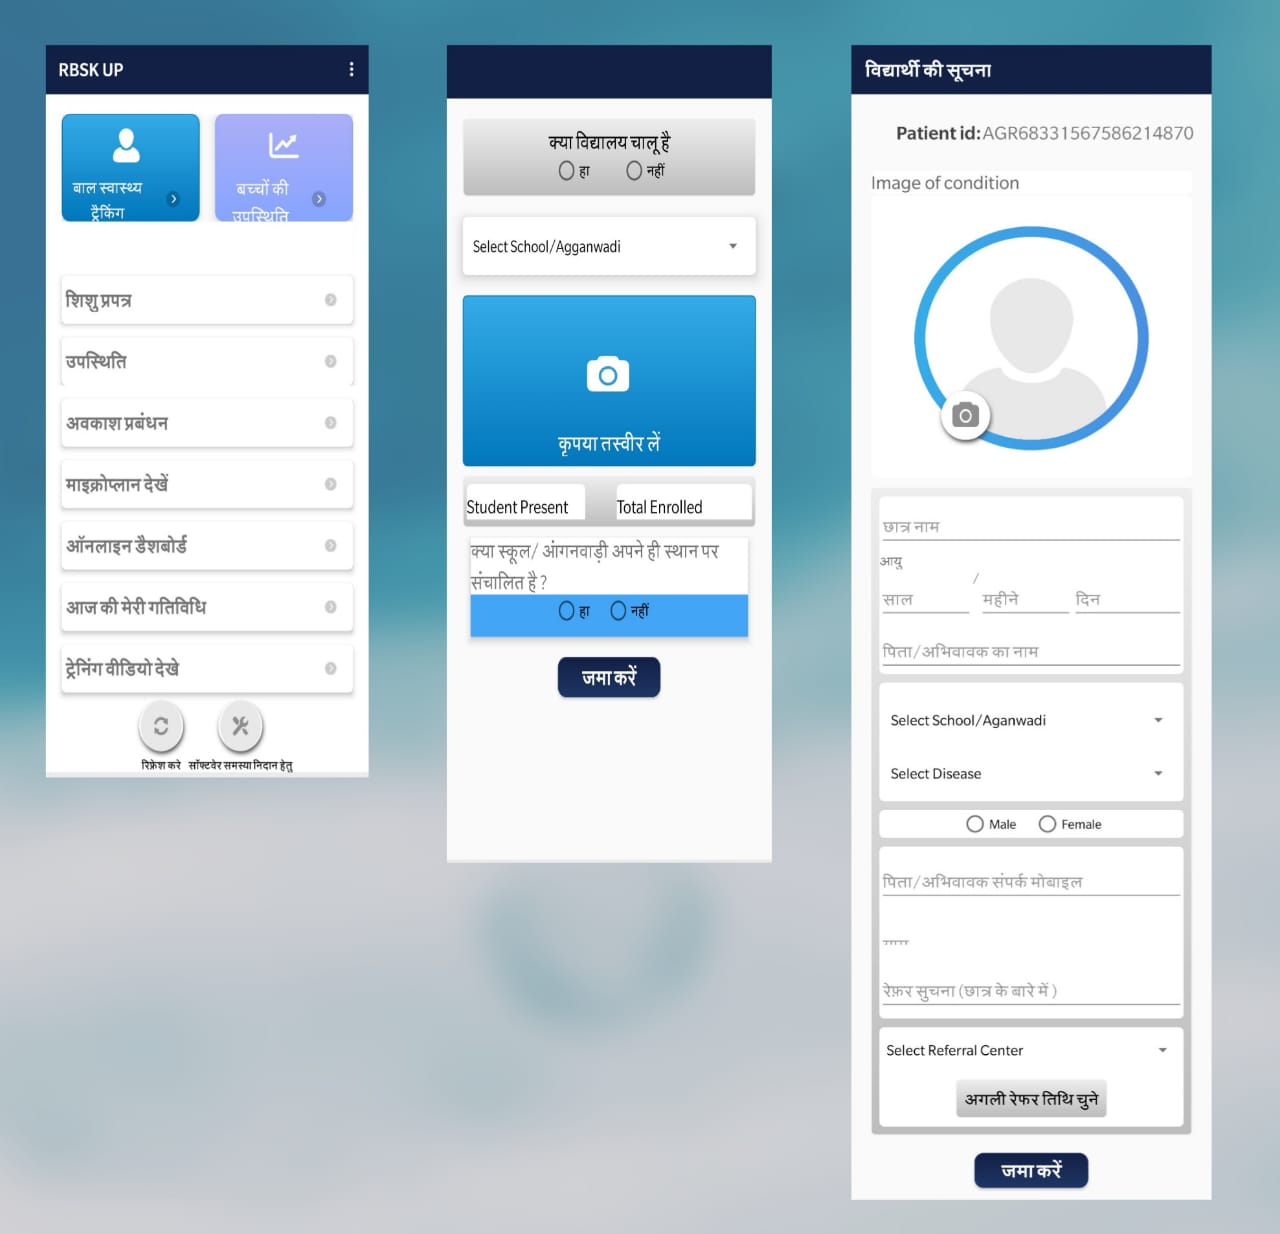 RBSK UP
बाल स्वास्थ्य
ट्रैकिंग
बच्चों की
उपस्थिति
शिशु प्रपत्र
उपस्थिति
अवकाश प्रबंधन
माइक्रोप्लान देखें
ऑनलाइन डैशबोर्ड
आज की मेरी गतिविधि
ट्रेनिंग वीडियो देखे
रिफ्रेश करे सॉफ्टवेर समस्या निदान हेतु
क्या विद्यालय चालू है
हा नहीं
Select School/Agganwadi
कृपया तस्वीर लें
Student Present Total Enrolled
क्या स्कूल/ आंगनवाड़ी अपने ही स्थान पर
संचालित है ?
हा नहीं
जमा करें
विद्यार्थी की सूचना
Patient id: AGR68331567586214870
Image of condition
छात्र नाम
आयु
/
साल महीने दिन
पिता/अभिवावक का नाम
Select School/Aganwadi
Select Disease
Male Female
पिता/अभिवावक संपर्क मोबाइल
रेफ़र सुचना (छात्र के बारे में )
Select Referral Center
अगली रेफर तिथि चुने
जमा करें